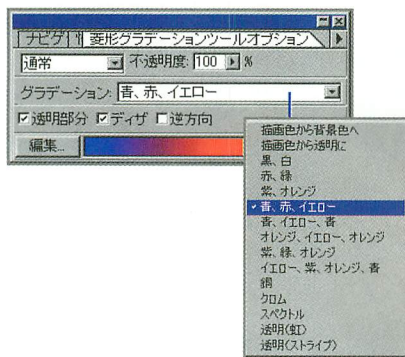 ナビゲ 菱形グラデーションツールオプション
通常 不透明度: 100 %
グラデーション: 青、赤、イエロー
透明部分 ディザ 逆方向
編集...
描画色から背景色へ
描画色から透明に
黒、白
赤、緑
紫、オレンジ
青、赤、イエロー
青、イエロー、青
オレンジ、イエロー、オレンジ
紫、緑、オレンジ
イエロー、紫、オレンジ、青
銅
クロム
スペクトル
透明(虹)
透明(ストライプ)